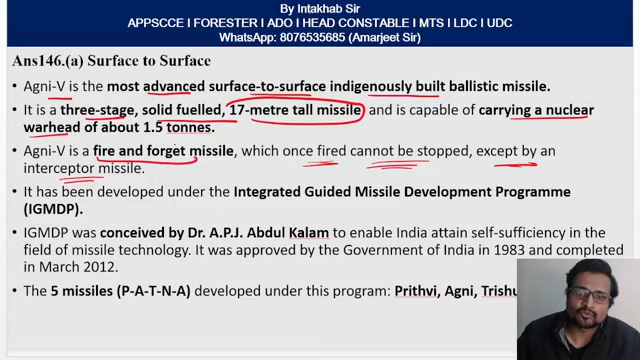 By Intakhab Sir
APPSCCE I FORESTER I ADO I HEAD CONSTABLE I MTS I LDC I UDC
WhatsApp: 8076535685 (Amarjeet Sir)
Ans146.(a) Surface to Surface
• Agni-V is the most advanced surface-to-surface indigenously built ballistic missile.
• It is a three-stage, solid fuelled, 17-metre tall missile and is capable of carrying a nuclear
warhead of about 1.5 tonnes.
• Agni-V is a fire and forget missile, which once fired cannot be stopped, except by an
interceptor missile.
• It has been developed under the Integrated Guided Missile Development Programme
(IGMDP).
• IGMDP was conceived by Dr. A.P.J. Abdul Kalam to enable India attain self-sufficiency in the
field of missile technology. It was approved by the Government of India in 1983 and completed
in March 2012.
• The 5 missiles (P-A-T-N-A) developed under this program: Prithvi, Agni, Trishu